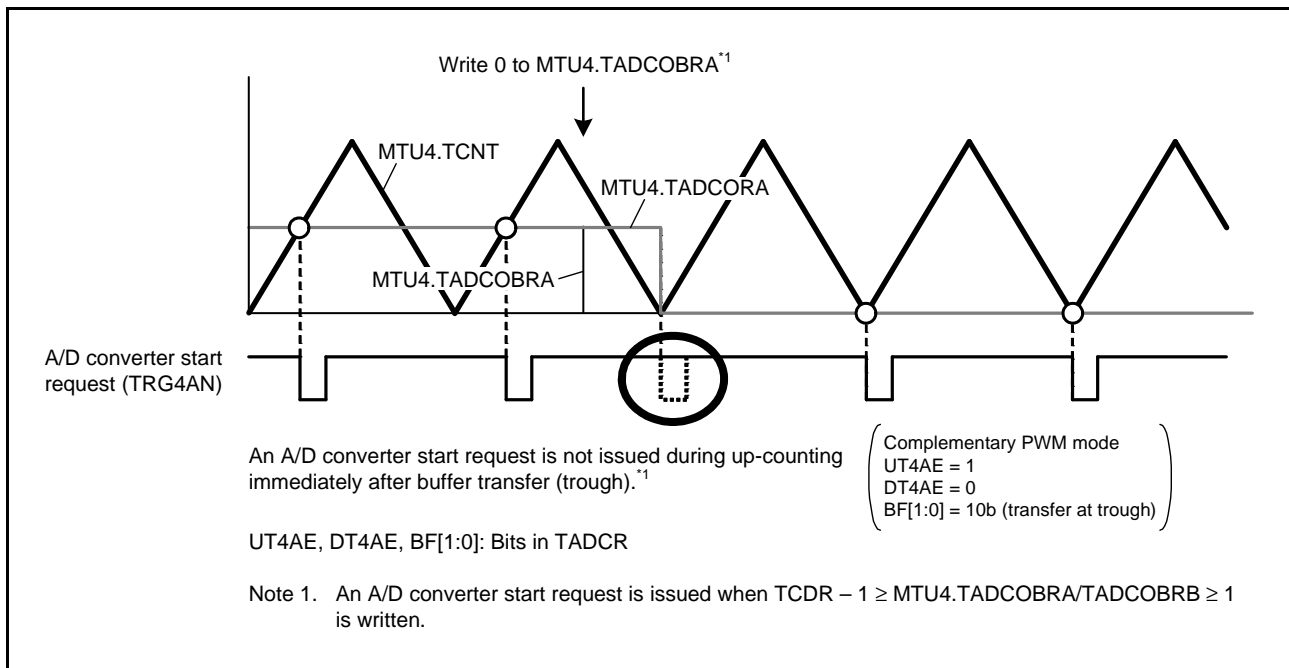 Write 0 to MTU4.TADCOBRA*1
MTU4.TCNT
MTU4.TADCORA
MTU4.TADCOBRA
A/D converter start
request (TRG4AN)
An A/D converter start request is not issued during up-counting
immediately after buffer transfer (trough).*1
Complementary PWM mode
UT4AE = 1
DT4AE = 0
BF[1:0] = 10b (transfer at trough)
UT4AE, DT4AE, BF[1:0]: Bits in TADCR
Note 1. An A/D converter start request is issued when TCDR – 1 ≥ MTU4.TADCOBRA/TADCOBRB ≥ 1
is written.